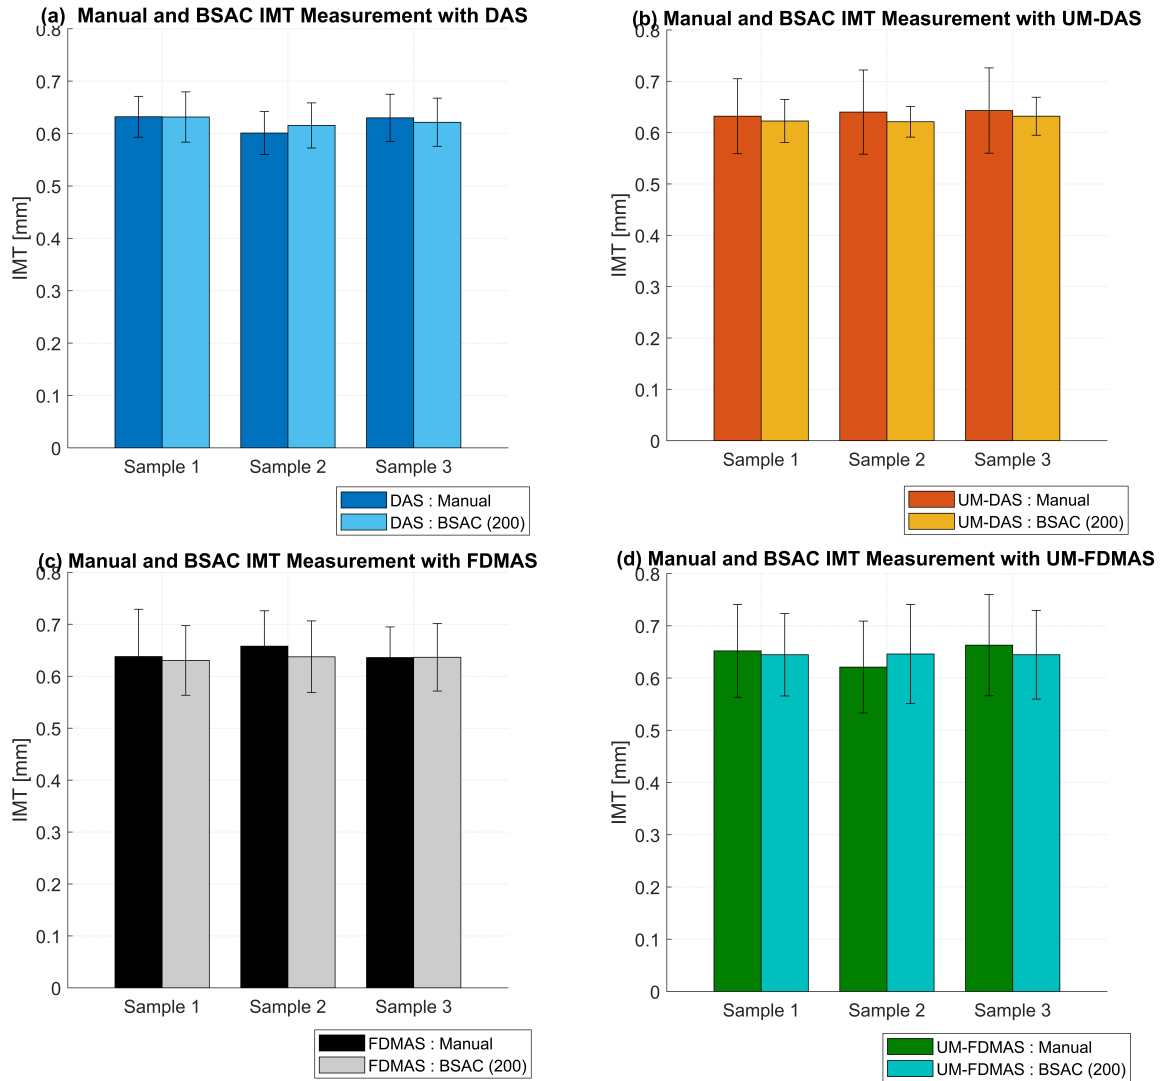 (a)  Manual and BSAC IMT Measurement with DAS
0.8
0.7
0.6
0.5
0.4
0.3
0.2
0.1
0
IMT [mm]
Sample 1
Sample 2
Sample 3
DAS : Manual
DAS : BSAC (200)
(b) Manual and BSAC IMT Measurement with UM-DAS
0.8
0.7
0.6
0.5
0.4
0.3
0.2
0.1
0
IMT [mm]
Sample 1
Sample 2
Sample 3
UM-DAS : Manual
UM-DAS : BSAC (200)
(c) Manual and BSAC IMT Measurement with FDMAS
0.8
0.7
0.6
0.5
0.4
0.3
0.2
0.1
0
IMT [mm]
Sample 1
Sample 2
Sample 3
FDMAS : Manual
FDMAS : BSAC (200)
(d) Manual and BSAC IMT Measurement with UM-FDMAS
0.8
0.7
0.6
0.5
0.4
0.3
0.2
0.1
0
IMT [mm]
Sample 1
Sample 2
Sample 3
UM-FDMAS : Manual
UM-FDMAS : BSAC (200)